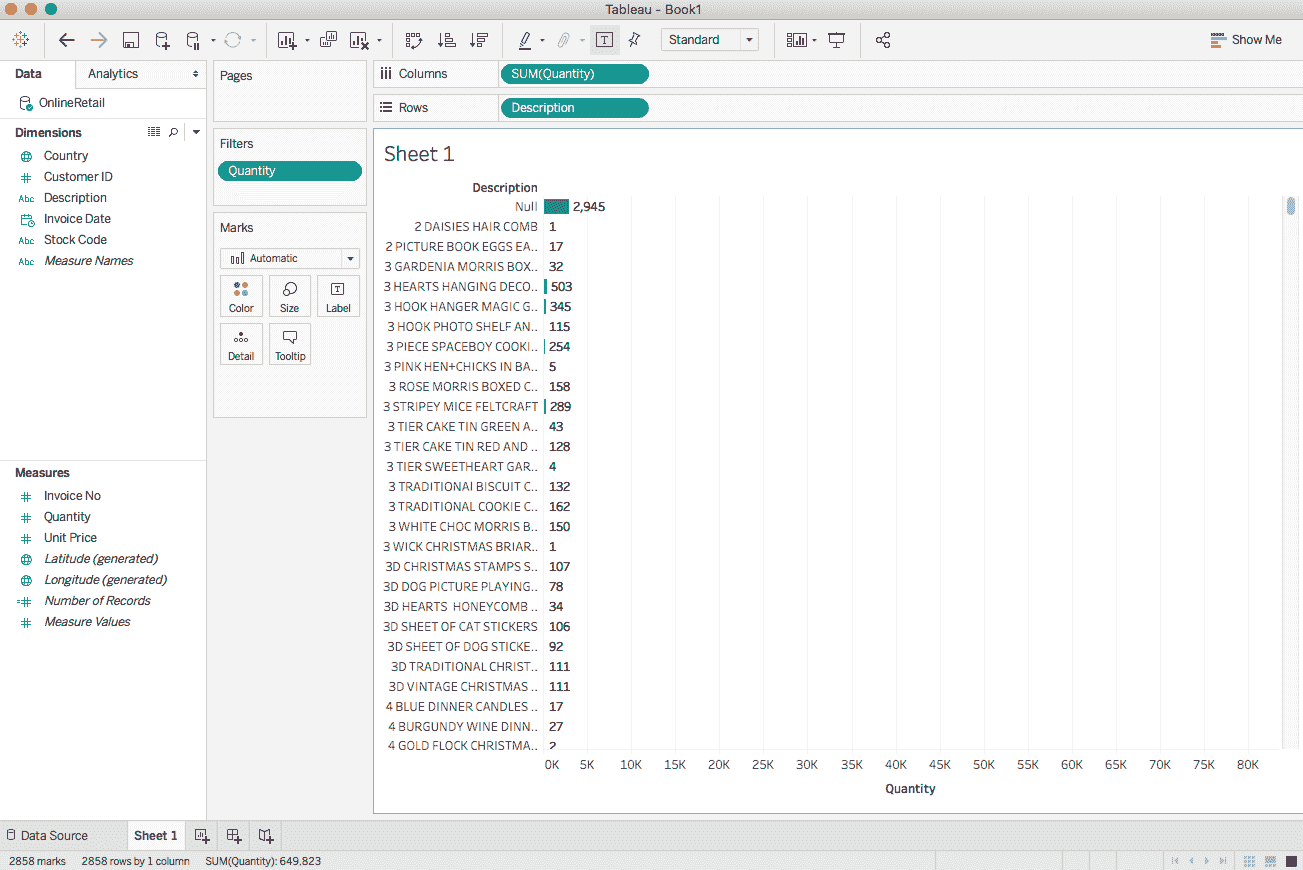 Tableau - Book1
Standard
Show Me
Data
Analytics
OnlineRetail
Dimensions
Country
Customer ID
Abc Description
Invoice Date
Abc Stock Code
Abc Measure Names
Measures
Invoice No
Quantity
Unit Price
Latitude (generated)
Longitude (generated)
Number of Records
Measure Values
Pages
Filters
Quantity
Marks
Automatic
Color Size Label
Detail Tooltip
Columns SUM(Quantity)
Rows Description
Sheet 1
Description
Null 2,945
2 DAISIES HAIR COMB 1
2 PICTURE BOOK EGGS EA.. 17
3 GARDENIA MORRIS BOX.. 32
3 HEARTS HANGING DECO.. 503
3 HOOK HANGER MAGIC G.. 345
3 HOOK PHOTO SHELF AN.. 115
3 PIECE SPACEBOY COOKI.. 254
3 PINK HEN+CHICKS IN BA.. 5
3 ROSE MORRIS BOXED C.. 158
3 STRIPEY MICE FELTCRAFT 289
3 TIER CAKE TIN GREEN A.. 43
3 TIER CAKE TIN RED AND .. 128
3 TIER SWEETHEART GAR.. 4
3 TRADITIONAl BISCUIT C.. 132
3 TRADITIONAL COOKIE C.. 162
3 WHITE CHOC MORRIS B.. 150
3 WICK CHRISTMAS BRIAR.. 1
3D CHRISTMAS STAMPS S.. 107
3D DOG PICTURE PLAYING.. 78
3D HEARTS  HONEYCOMB .. 34
3D SHEET OF CAT STICKERS 106
3D SHEET OF DOG STICKE.. 92
3D TRADITIONAL CHRIST.. 111
3D VINTAGE CHRISTMAS .. 111
4 BLUE DINNER CANDLES .. 17
4 BURGUNDY WINE DINN.. 27
4 GOLD FLOCK CHRISTMA.. 2
0K 5K 10K 15K 20K 25K 30K 35K 40K 45K 50K 55K 60K 65K 70K 75K 80K
Quantity
Data Source Sheet 1
2858 marks 2858 rows by 1 column SUM(Quantity): 649,823